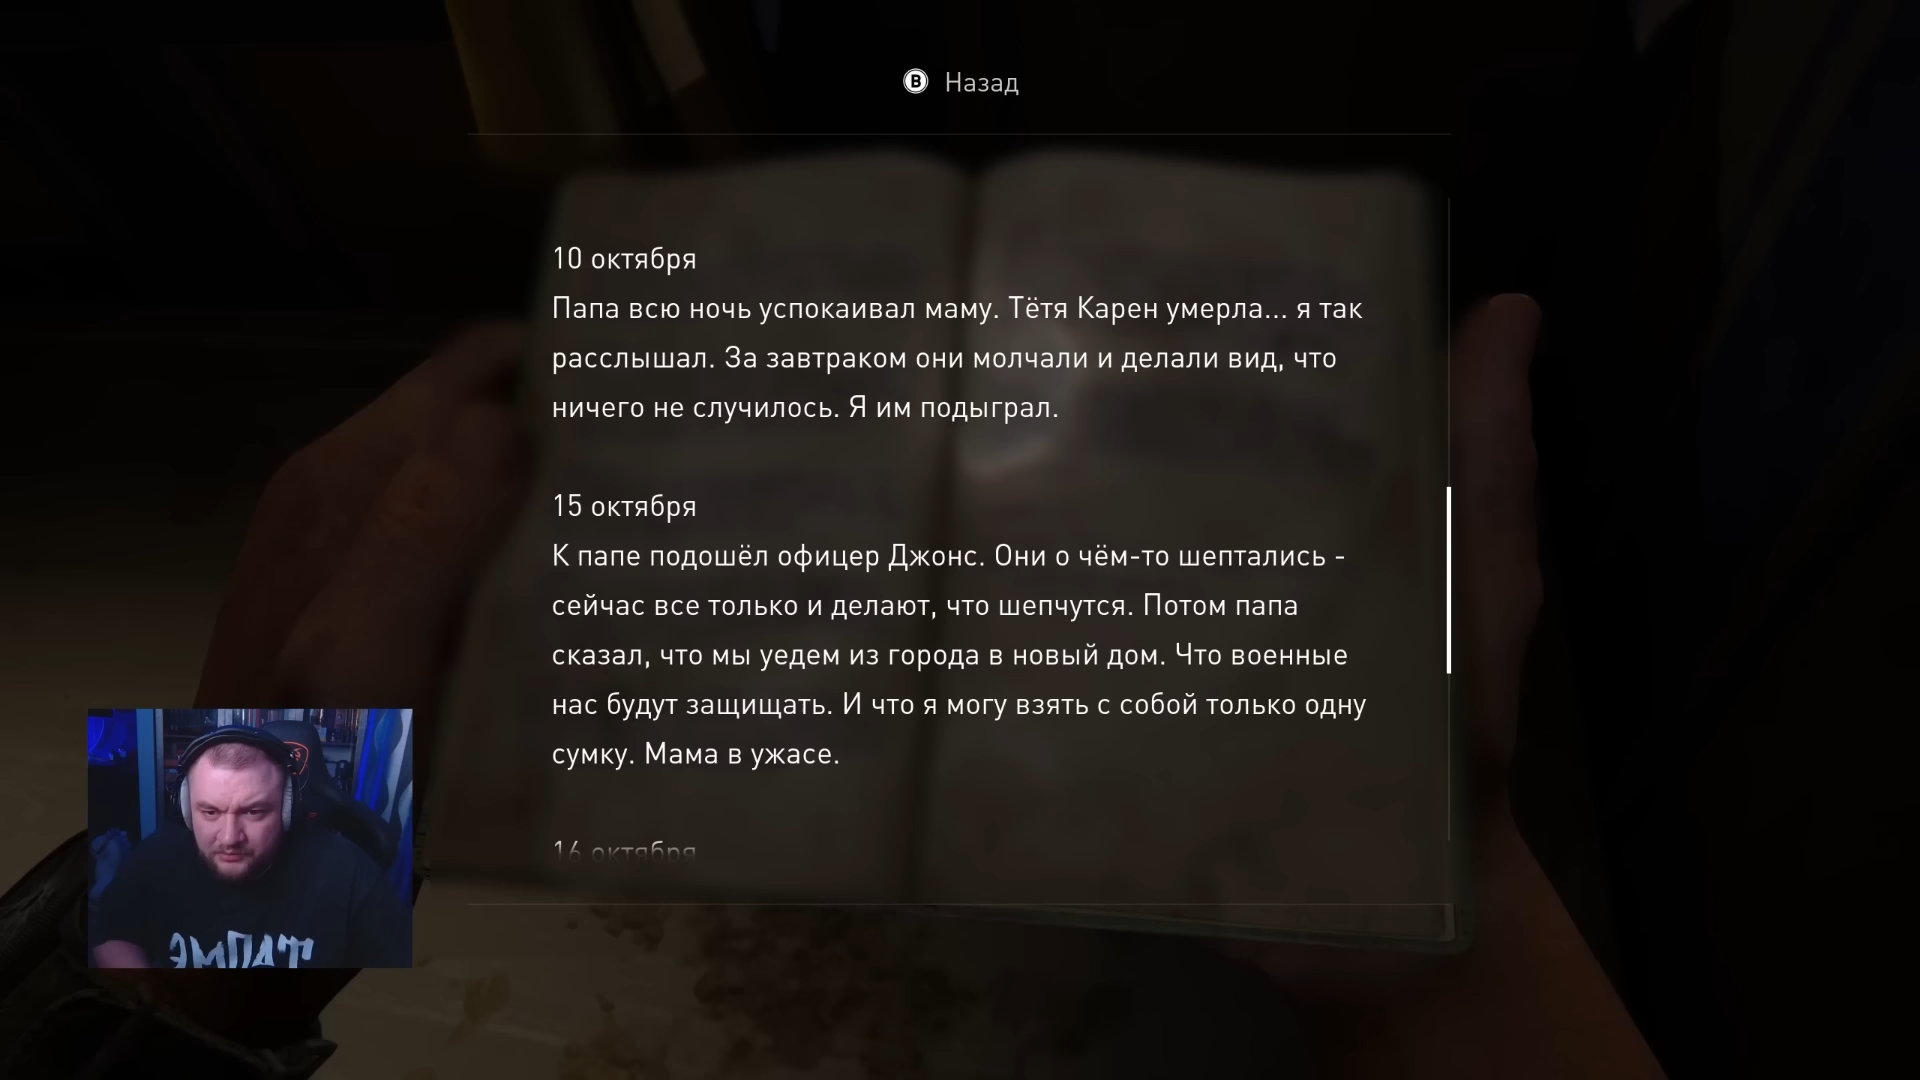 B Назад
10 октября
Папа всю ночь успокаивал маму. Тётя Карен умерла... я так
расслышал. За завтраком они молчали и делали вид, что
ничего не случилось. Я им подыграл.
15 октября
К папе подошёл офицер Джонс. Они о чём-то шептались -
сейчас все только и делают, что шепчутся. Потом папа
сказал, что мы уедем из города в новый дом. Что военные
нас будут защищать. И что я могу взять с собой только одну
сумку. Мама в ужасе.
16 октября
ЭМПАТ